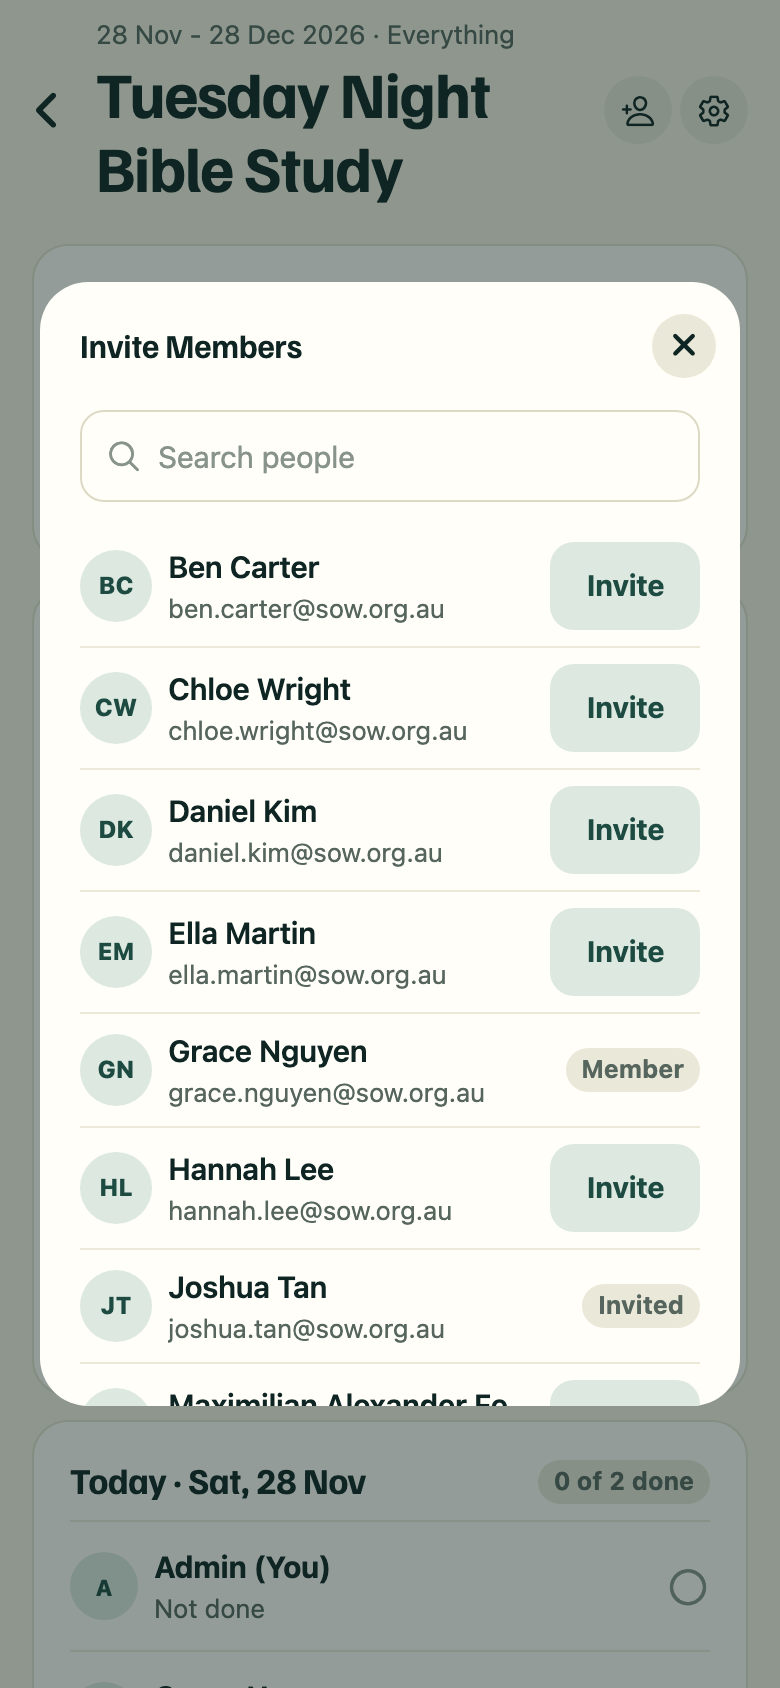 28 Nov - 28 Dec 2026 · Everything
Tuesday Night
Bible Study
Invite Members
Search people
BC
Ben Carter
ben.carter@sow.org.au
Invite
CW
Chloe Wright
chloe.wright@sow.org.au
Invite
DK
Daniel Kim
daniel.kim@sow.org.au
Invite
EM
Ella Martin
ella.martin@sow.org.au
Invite
GN
Grace Nguyen
grace.nguyen@sow.org.au
Member
HL
Hannah Lee
hannah.lee@sow.org.au
Invite
JT
Joshua Tan
joshua.tan@sow.org.au
Invited
Maximilian Alexander Fe
Today · Sat, 28 Nov
0 of 2 done
A
Admin (You)
Not done